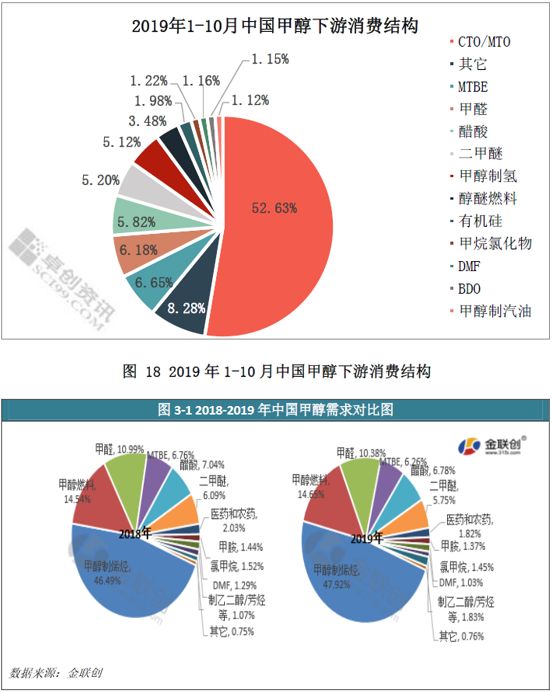 2019年1-10月中国甲醇下游消费结构
1.15%
1.22%
1.16%
1.12%
1.98%
3.48%
5.12%
5.20%
5.82%
6.18%
6.65%
8.28%
52.63%
CTO/MTO
其它
MTBE
甲醛
醋酸
二甲醚
甲醇制氢
醇醚燃料
有机硅
甲烷氯化物
DMF
BDO
甲醇制汽油
卓创资讯
SCI99.COM
图 18 2019 年 1-10 月中国甲醇下游消费结构
图 3-1 2018-2019 年中国甲醇需求对比图
金联创
www.315i.com
甲醛, 10.99%
MTBE, 6.76%
醋酸, 7.04%
二甲醚,
6.09%
医药和农药,
2.03%
甲胺, 1.44%
氯甲烷, 1.52%
DMF, 1.29%
制乙二醇/芳烃
等, 1.07%
其它, 0.75%
甲醇制烯烃,
46.49%
甲醇燃料,
14.54%
2018年
甲醛, 10.38%
MTBE, 6.26%
醋酸, 6.78%
二甲醚,
5.75%
医药和农药,
1.82%
甲胺, 1.37%
氯甲烷, 1.45%
DMF, 1.03%
制乙二醇/芳烃
等, 1.83%
其它, 0.76%
甲醇制烯烃,
47.92%
甲醇燃料,
14.65%
2019年
数据来源：金联创